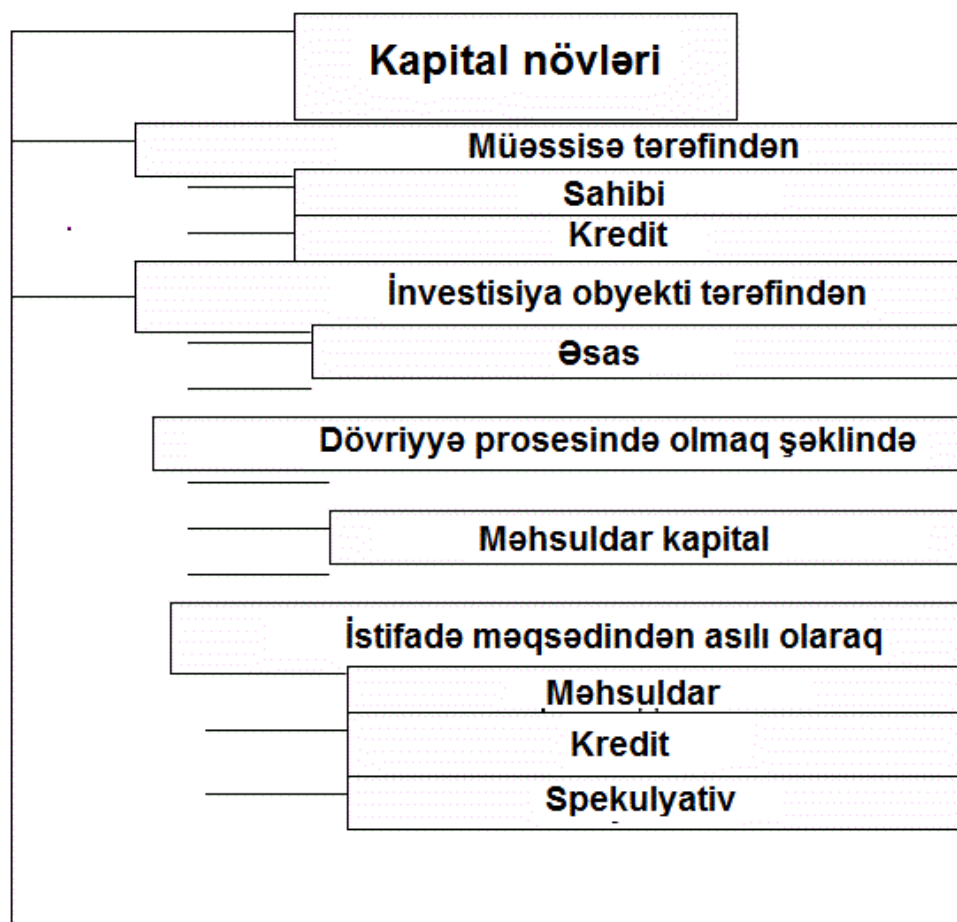 Kapital növləri
Müəssisə tərəfindən
Sahibi
Kredit
İnvestisiya obyekti tərəfindən
Əsas
Dövriyyə prosesində olmaq şəklində
Məhsuldar kapital
İstifadə məqsədindən asılı olaraq
Məhsuldar
Kredit
Spekulyativ